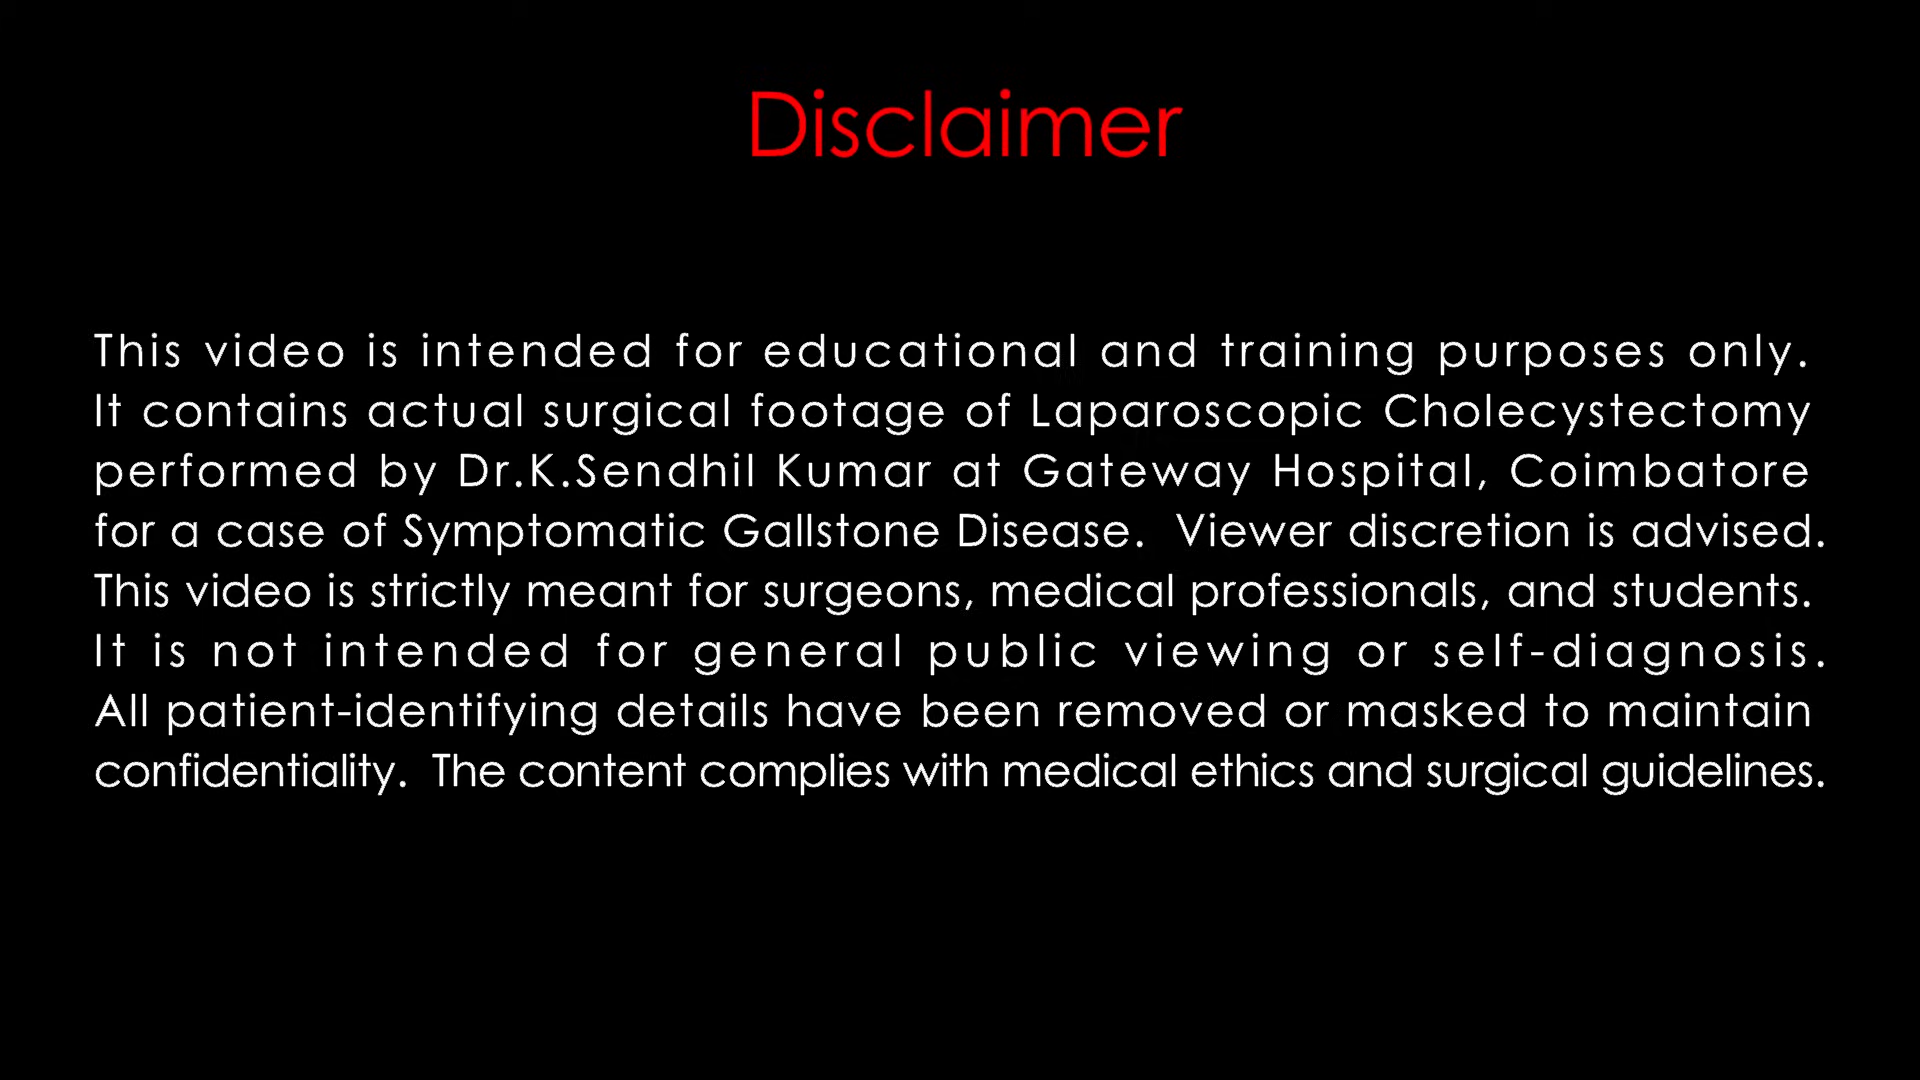 Disclaimer
This video is intended for educational and training purposes only.
It contains actual surgical footage of Laparoscopic Cholecystectomy
performed by Dr.K.Sendhil Kumar at Gateway Hospital, Coimbatore
for a case of Symptomatic Gallstone Disease. Viewer discretion is advised.
This video is strictly meant for surgeons, medical professionals, and students.
It is not intended for general public viewing or self-diagnosis.
All patient-identifying details have been removed or masked to maintain
confidentiality. The content complies with medical ethics and surgical guidelines.